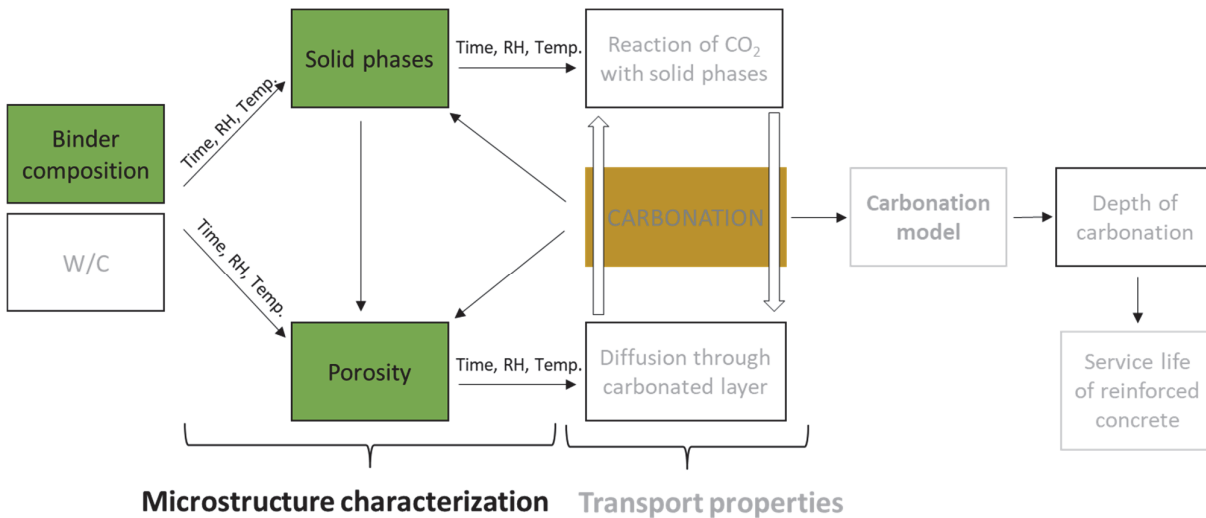 Solid phases
Time, RH, Temp.
Reaction of CO₂
with solid phases
Time, RH, Temp.
Binder
composition
W/C
Time, RH, Temp.
CARBONATION
Carbonation
model
Depth of
carbonation
Porosity
Time, RH, Temp.
Diffusion through
carbonated layer
Service life
of reinforced
concrete
Microstructure characterization
Transport properties